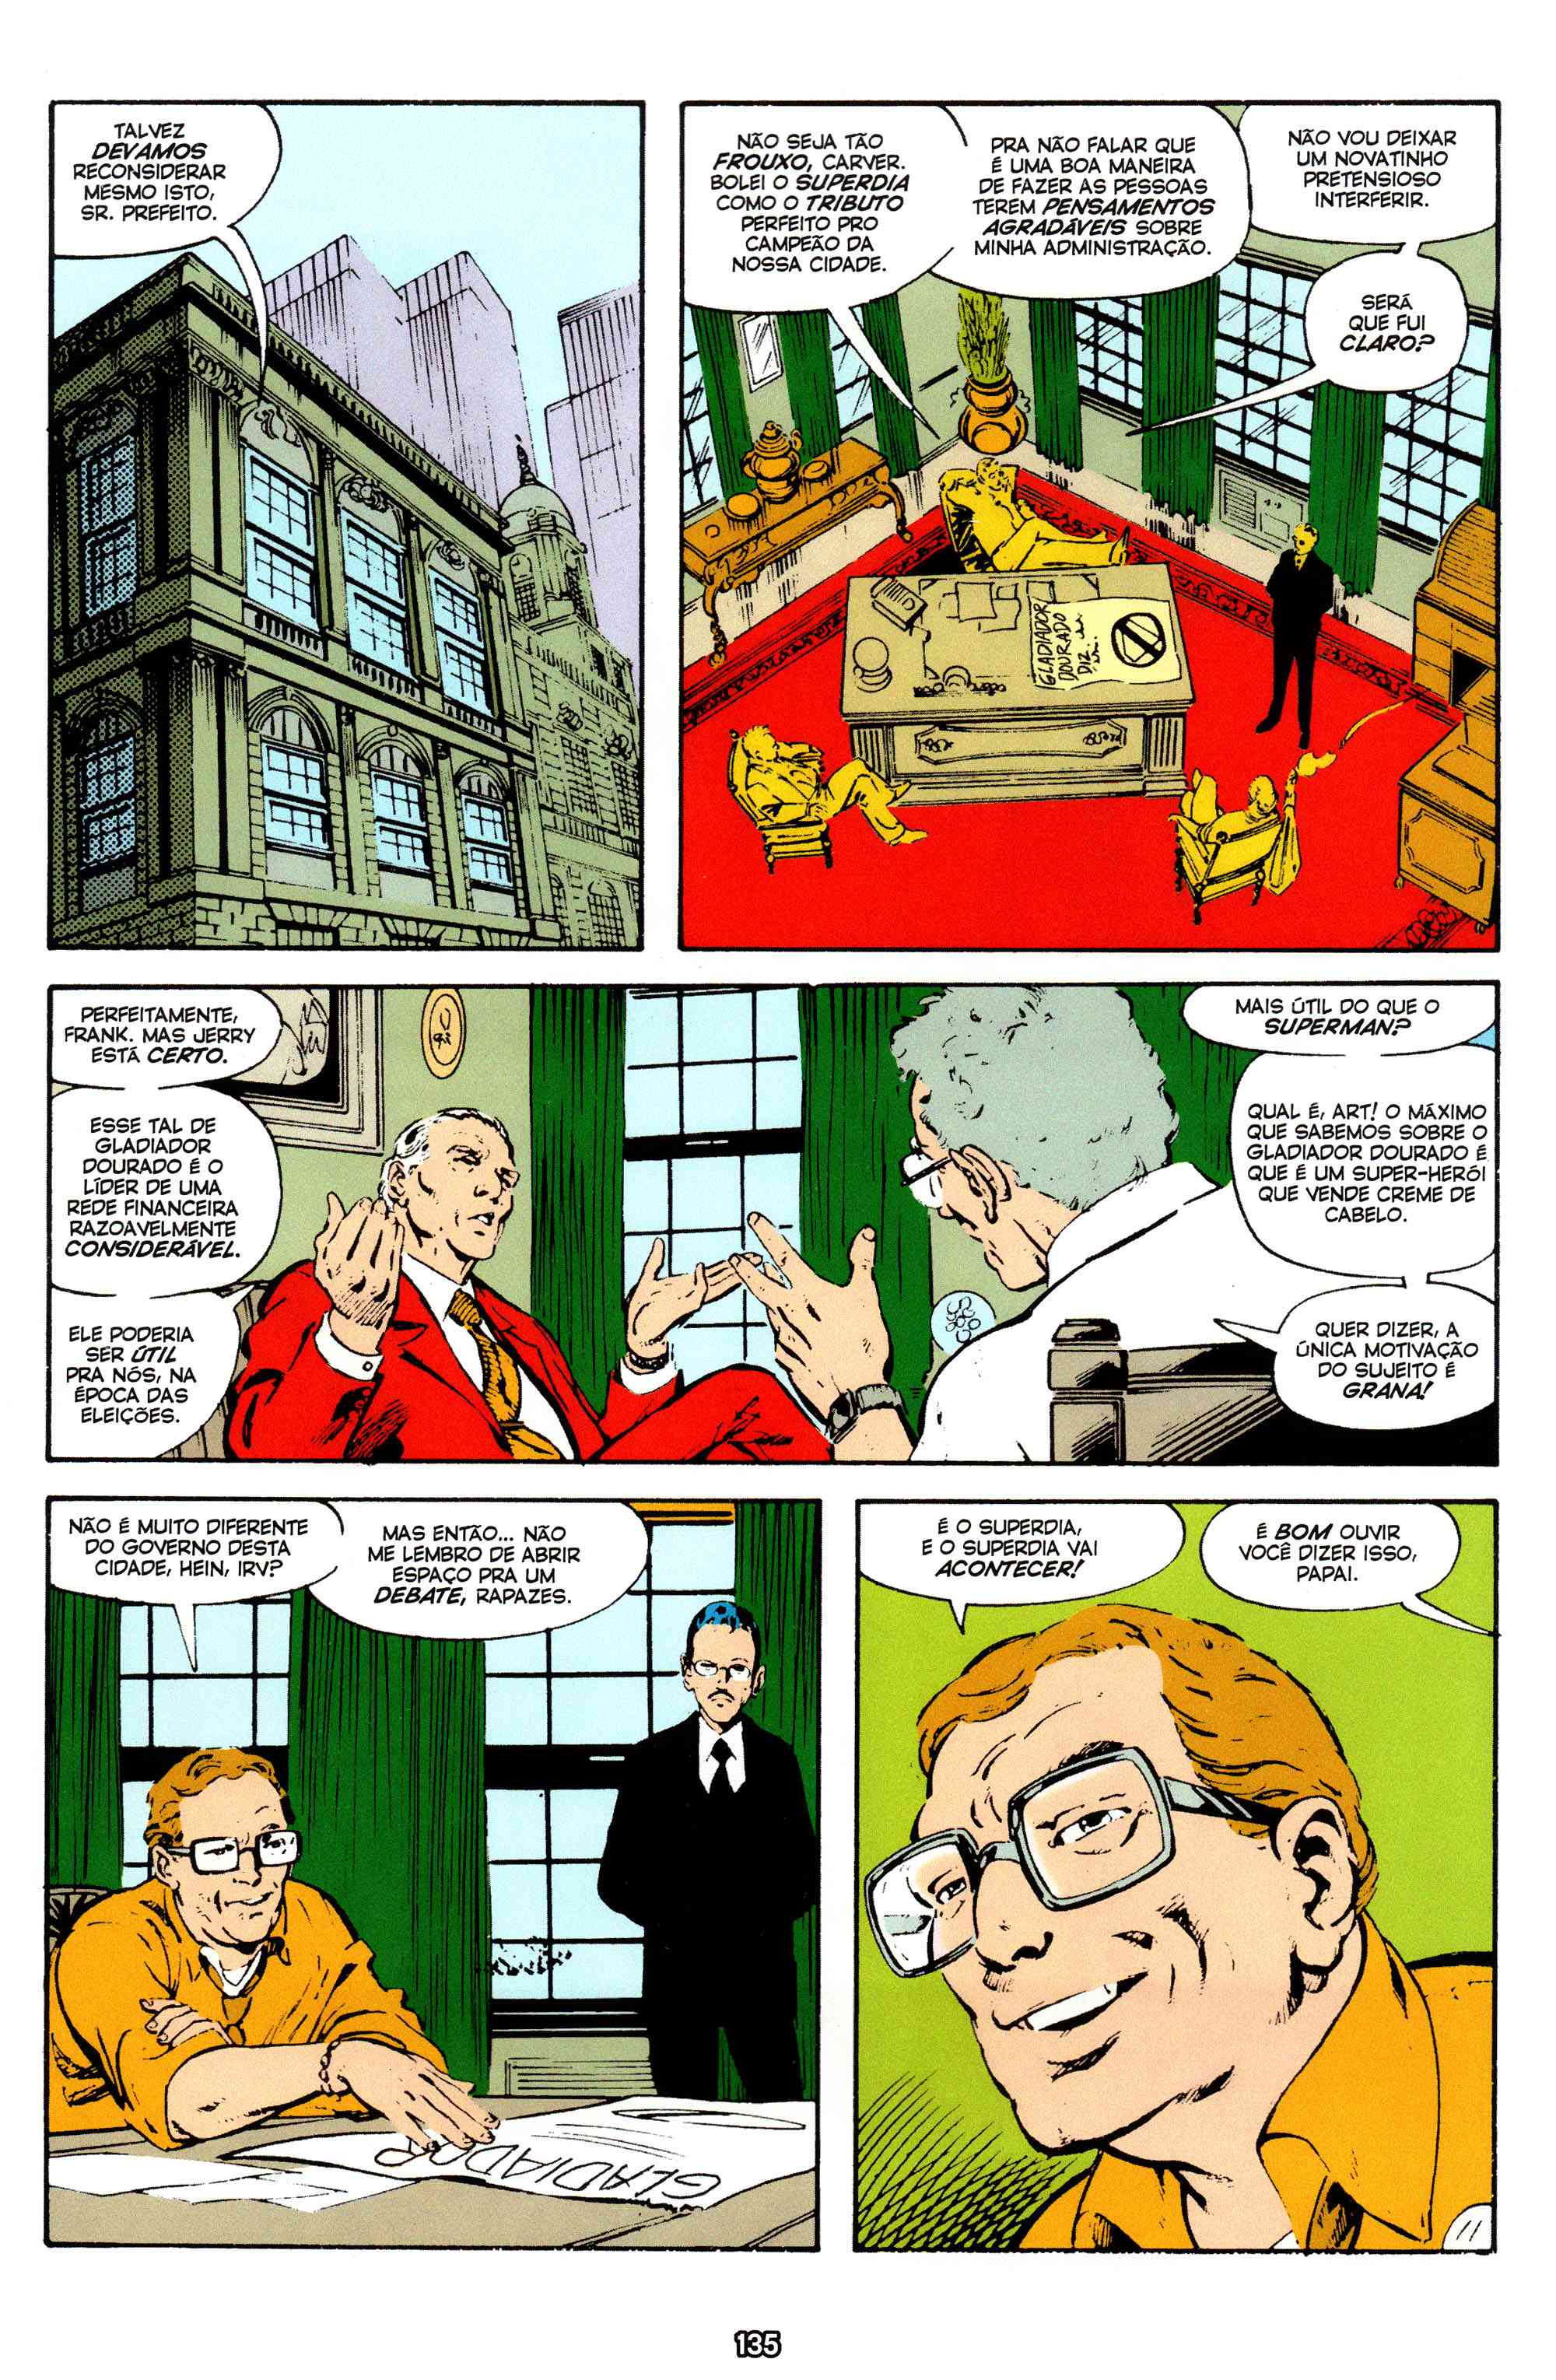 TALVEZ
DEVAMOS
RECONSIDERAR
MESMO ISTO,
SR. PREFEITO.
NÃO SEJA TÃO
FROUXO, CARVER.
BOLEI O SUPERDIA
COMO O TRIBUTO
PERFEITO PRO
CAMPEÃO DA
NOSSA CIDADE.
PRA NÃO FALAR QUE
É UMA BOA MANEIRA
DE FAZER AS PESSOAS
TEREM PENSAMENTOS
AGRADÁVEIS SOBRE
MINHA ADMINISTRAÇÃO.
NÃO VOU DEIXAR
UM NOVATINHO
PRETENSIOSO
INTERFERIR.
SERÁ
QUE FUI
CLARO?
GLADIADOR
DOURADO
DIZ
PERFEITAMENTE,
FRANK. MAS JERRY
ESTÁ CERTO.
ESSE TAL DE
GLADIADOR
DOURADO É O
LÍDER DE UMA
REDE FINANCEIRA
RAZOAVELMENTE
CONSIDERÁVEL.
ELE PODERIA
SER ÚTIL
PRA NÓS, NA
ÉPOCA DAS
ELEIÇÕES.
MAIS ÚTIL DO QUE O
SUPERMAN?
QUAL É, ART! O MÁXIMO
QUE SABEMOS SOBRE O
GLADIADOR DOURADO É
QUE É UM SUPER-HERÓI
QUE VENDE CREME DE
CABELO.
QUER DIZER, A
ÚNICA MOTIVAÇÃO
DO SUJEITO É
GRANA!
NÃO É MUITO DIFERENTE
DO GOVERNO DESTA
CIDADE, HEIN, IRV?
MAS ENTÃO... NÃO
ME LEMBRO DE ABRIR
ESPAÇO PRA UM
DEBATE, RAPAZES.
GLADIADOR
É O SUPERDIA,
E O SUPERDIA VAI
ACONTECER!
É BOM OUVIR
VOCÊ DIZER ISSO,
PAPAI.
11
135